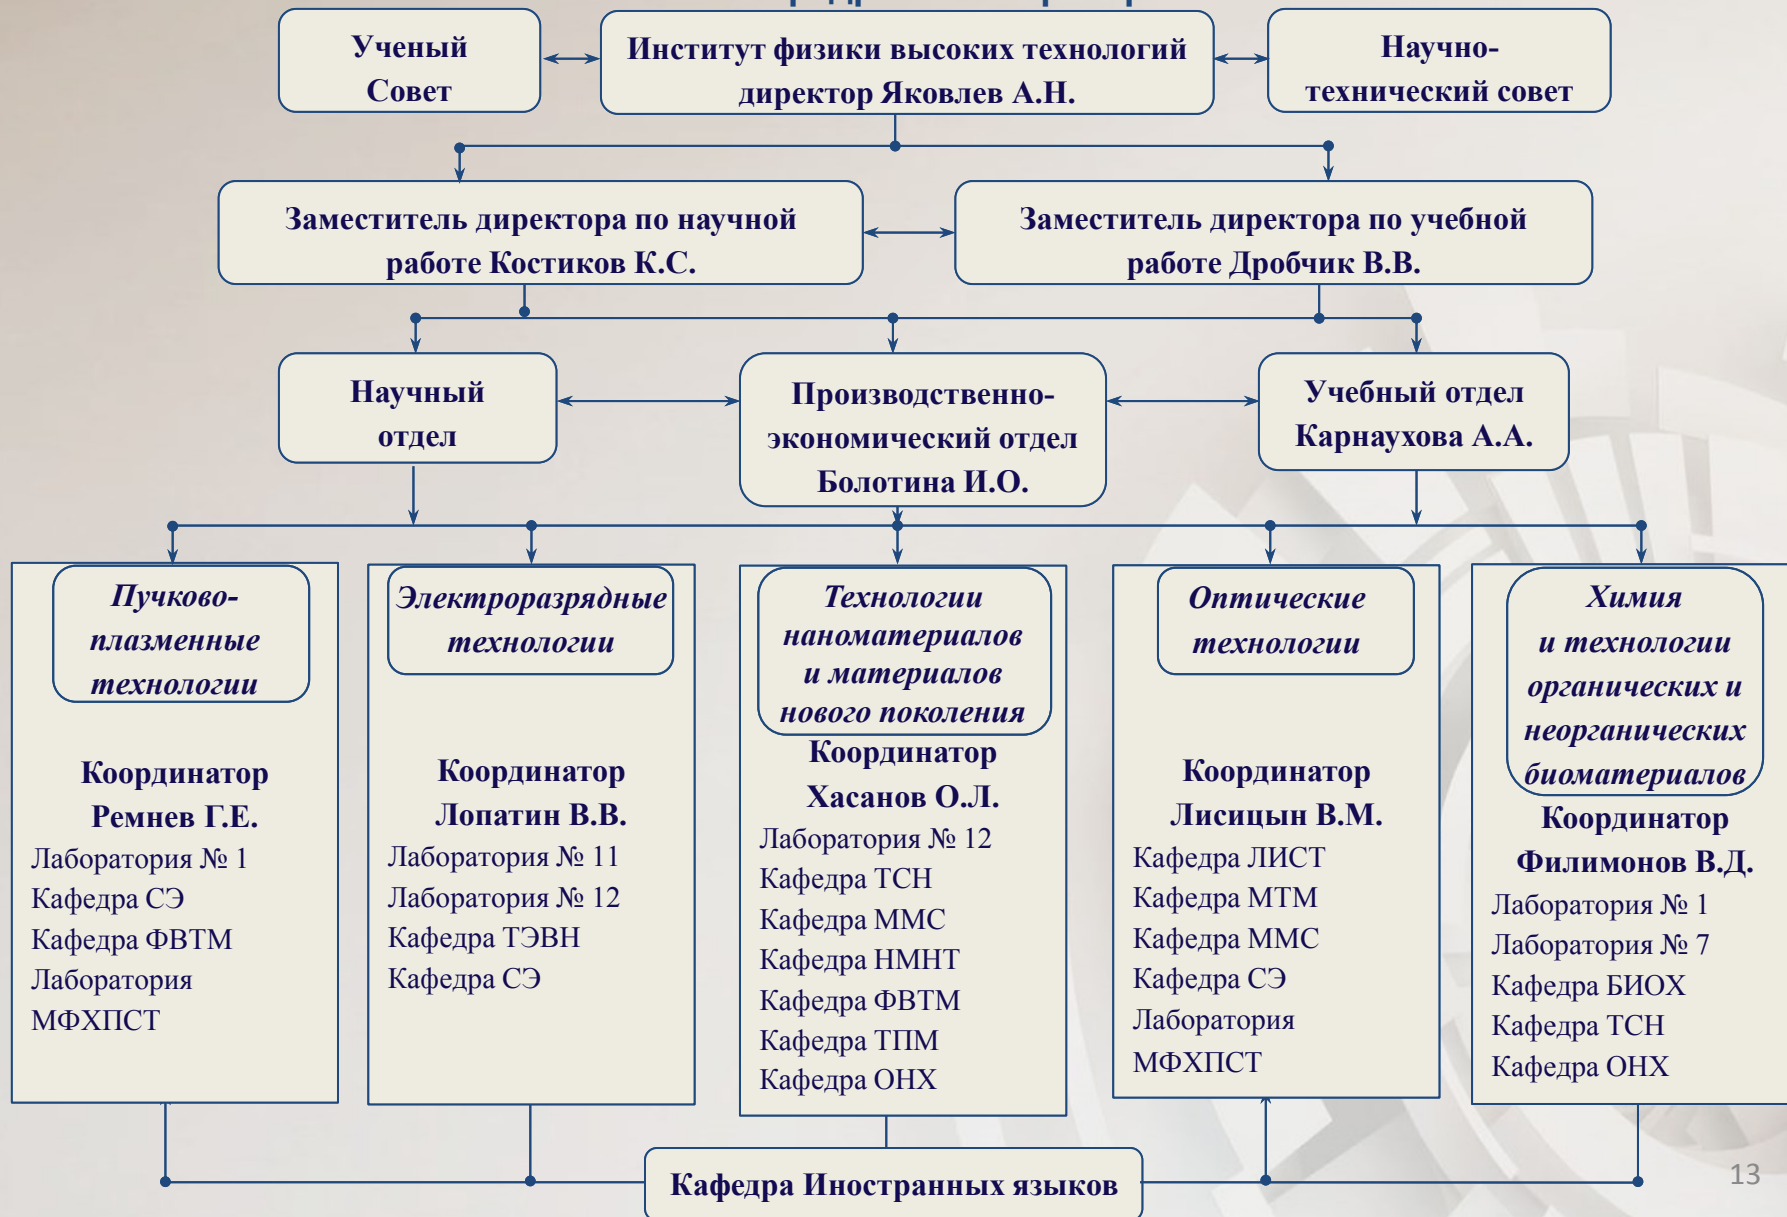 Ученый
Совет
Институт физики высоких технологий
директор Яковлев А.Н.
Научно-
технический совет
Заместитель директора по научной
работе Костиков К.С.
Заместитель директора по учебной
работе Дробчик В.В.
Научный
отдел
Производственно-
экономический отдел
Болотина И.О.
Учебный отдел
Карнаухова А.А.
Пучково-
плазменные
технологии
Координатор
Ремнев Г.Е.
Лаборатория № 1
Кафедра СЭ
Кафедра ФВТМ
Лаборатория
МФХПСТ
Электроразрядные
технологии
Координатор
Лопатин В.В.
Лаборатория № 11
Лаборатория № 12
Кафедра ТЭВН
Кафедра СЭ
Технологии
наноматериалов
и материалов
нового поколения
Координатор
Хасанов О.Л.
Лаборатория № 12
Кафедра ТСН
Кафедра ММС
Кафедра НМНТ
Кафедра ФВТМ
Кафедра ТПМ
Кафедра ОНХ
Оптические
технологии
Координатор
Лисицын В.М.
Кафедра ЛИСТ
Кафедра МТМ
Кафедра ММС
Кафедра СЭ
Лаборатория
МФХПСТ
Химия
и технологии
органических и
неорганических
биоматериалов
Координатор
Филимонов В.Д.
Лаборатория № 1
Лаборатория № 7
Кафедра БИОХ
Кафедра ТСН
Кафедра ОНХ
Кафедра Иностранных языков
13